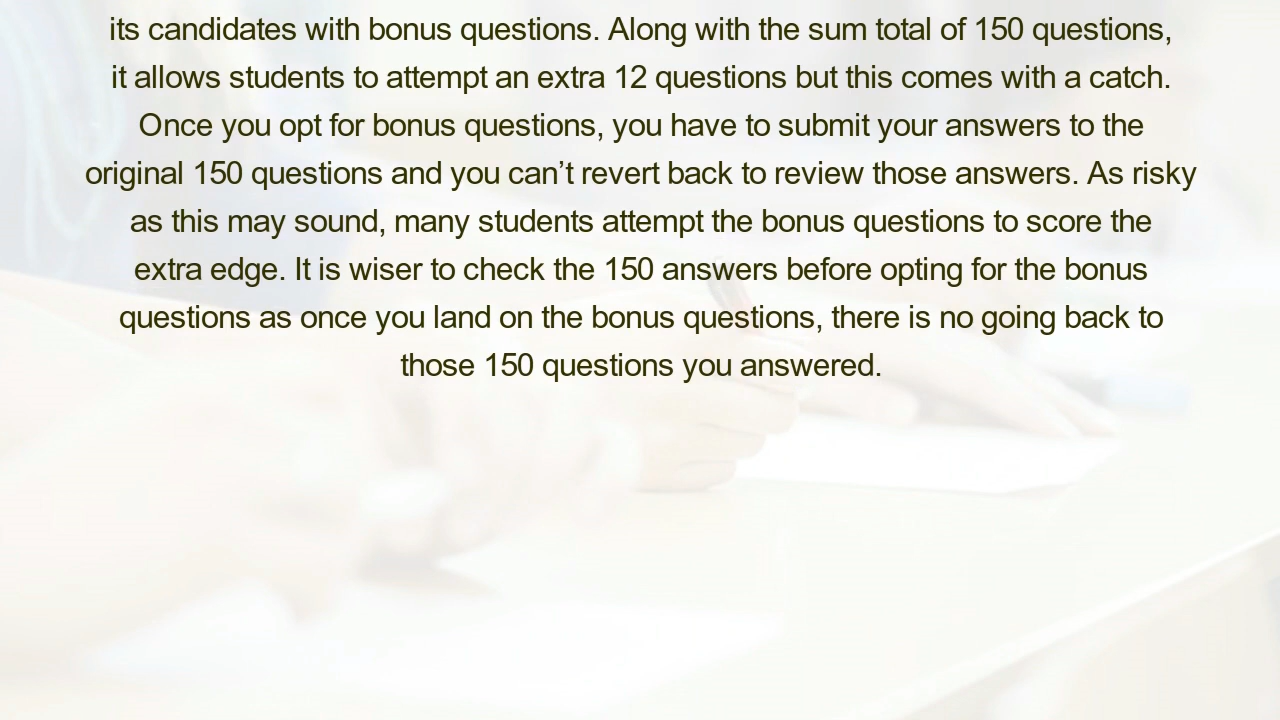 its candidates with bonus questions. Along with the sum total of 150 questions,
it allows students to attempt an extra 12 questions but this comes with a catch.
Once you opt for bonus questions, you have to submit your answers to the
original 150 questions and you can’t revert back to review those answers. As risky
as this may sound, many students attempt the bonus questions to score the
extra edge. It is wiser to check the 150 answers before opting for the bonus
questions as once you land on the bonus questions, there is no going back to
those 150 questions you answered.